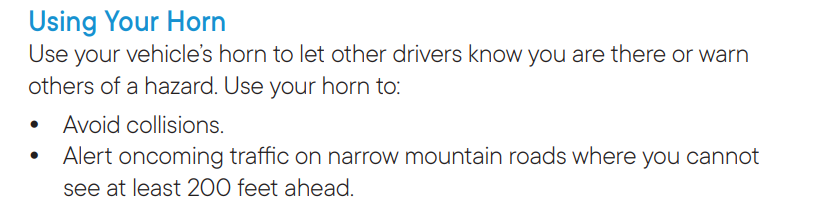 Using Your Horn
Use your vehicle's horn to let other drivers know you are there or warn
others of a hazard. Use your horn to:
• Avoid collisions.
• Alert oncoming traffic on narrow mountain roads where you cannot
see at least 200 feet ahead.